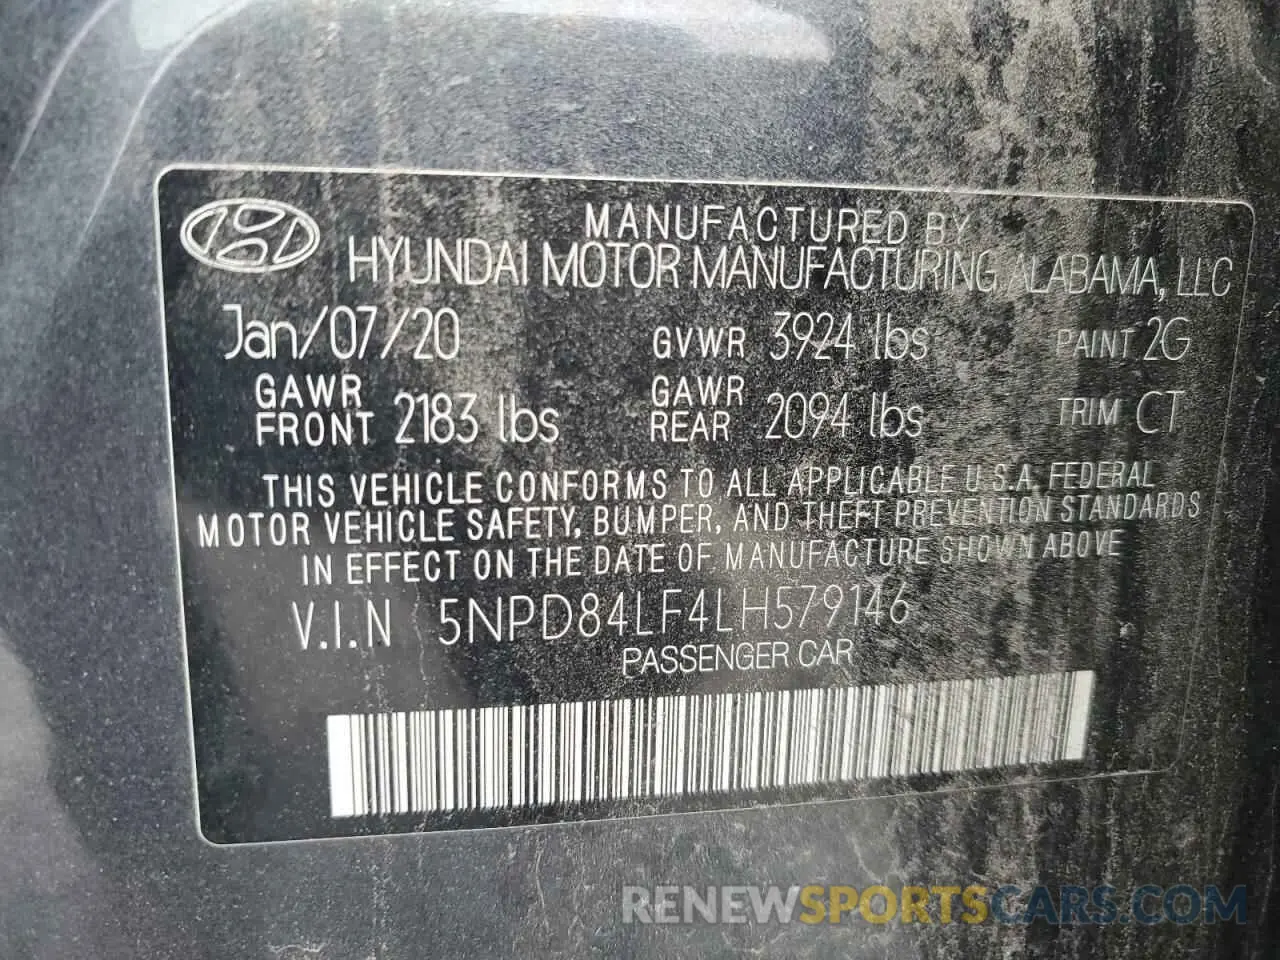 MANUFACTURED BY
HYUNDAI MOTOR MANUFACTURING ALABAMA, LLC
Jan/07/20 GVWR 3924 lbs PAINT 2G
GAWR FRONT 2183 lbs GAWR REAR 2094 lbs TRIM CT
THIS VEHICLE CONFORMS TO ALL APPLICABLE U.S.A. FEDERAL
MOTOR VEHICLE SAFETY, BUMPER, AND THEFT PREVENTION STANDARDS
IN EFFECT ON THE DATE OF MANUFACTURE SHOWN ABOVE
V.I.N 5NPD84LF4LH579146
PASSENGER CAR
RENEWSPORTSCARS.COM